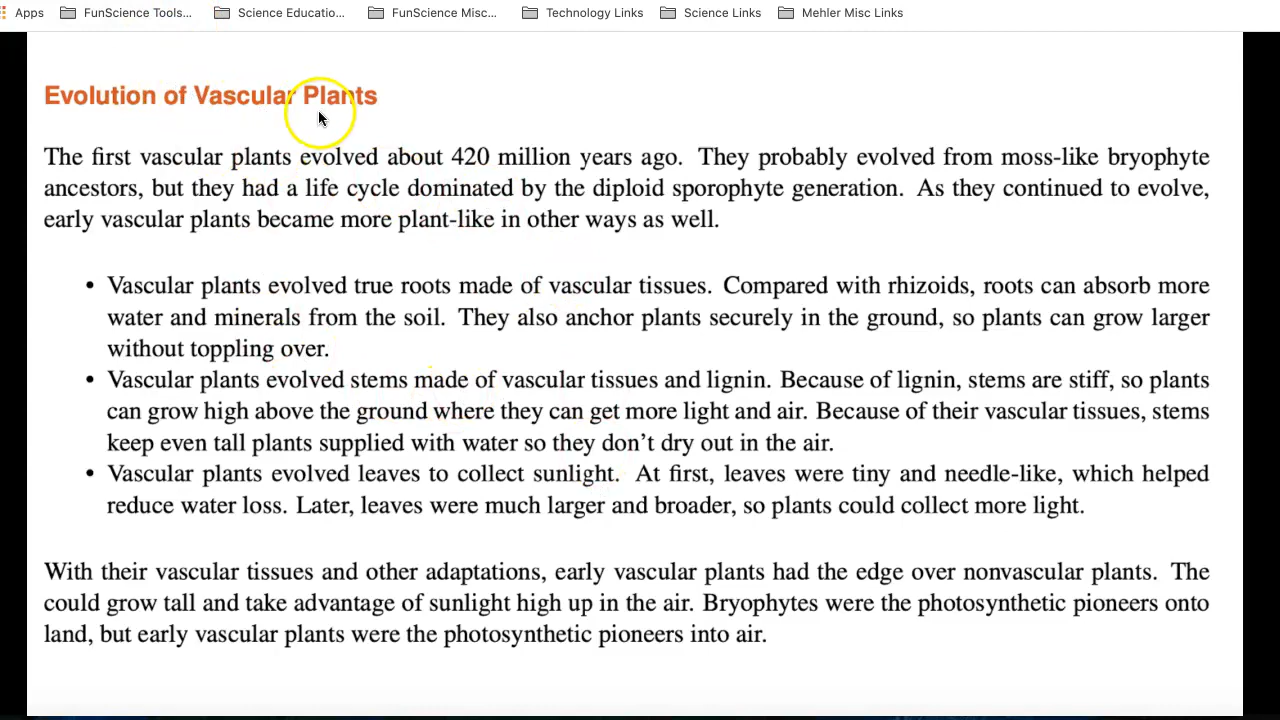 Apps FunScience Tools... Science Educatio... FunScience Misc... Technology Links Science Links Mehler Misc Links
Evolution of Vascular Plants
The first vascular plants evolved about 420 million years ago. They probably evolved from moss-like bryophyte
ancestors, but they had a life cycle dominated by the diploid sporophyte generation. As they continued to evolve,
early vascular plants became more plant-like in other ways as well.
• Vascular plants evolved true roots made of vascular tissues. Compared with rhizoids, roots can absorb more
water and minerals from the soil. They also anchor plants securely in the ground, so plants can grow larger
without toppling over.
• Vascular plants evolved stems made of vascular tissues and lignin. Because of lignin, stems are stiff, so plants
can grow high above the ground where they can get more light and air. Because of their vascular tissues, stems
keep even tall plants supplied with water so they don't dry out in the air.
• Vascular plants evolved leaves to collect sunlight. At first, leaves were tiny and needle-like, which helped
reduce water loss. Later, leaves were much larger and broader, so plants could collect more light.
With their vascular tissues and other adaptations, early vascular plants had the edge over nonvascular plants. The
could grow tall and take advantage of sunlight high up in the air. Bryophytes were the photosynthetic pioneers onto
land, but early vascular plants were the photosynthetic pioneers into air.